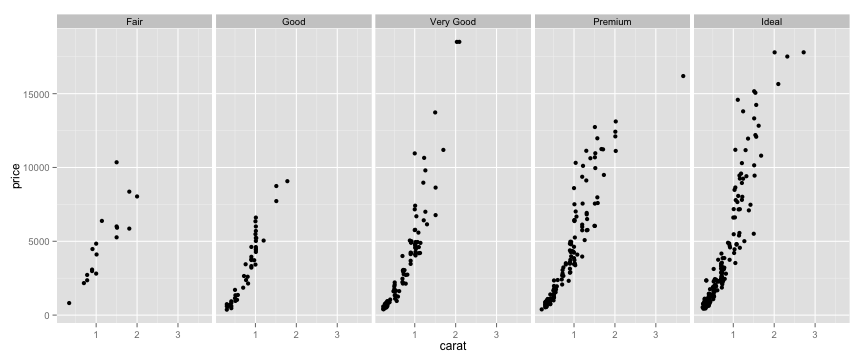 Fair Good Very Good Premium Ideal
15000
10000
price
5000
0
1 2 3 1 2 3 1 2 3 1 2 3 1 2 3
carat